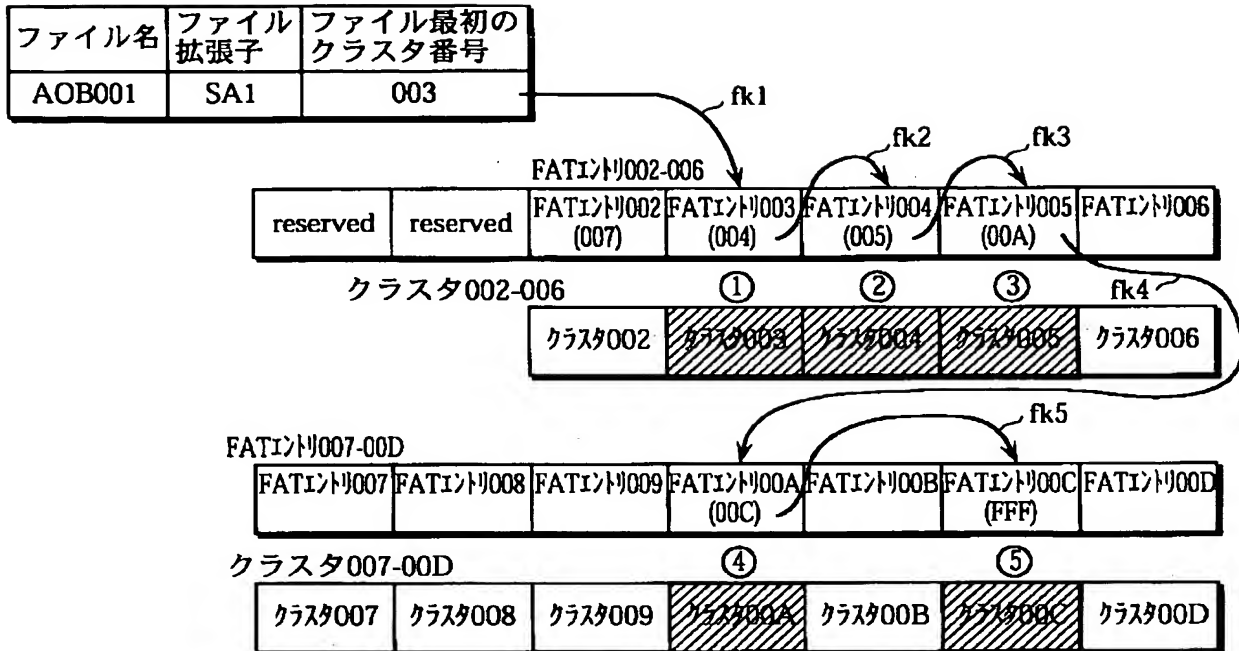 ファイル名 ファイル拡張子 ファイル最初のクラスタ番号
AOB001 SA1 003
fk1
fk2
fk3
FATエントリ002-006
reserved reserved FATエントリ002 FATエントリ003 FATエントリ004 FATエントリ005 FATエントリ006
(007) (004) (005) (00A)
クラスタ002-006 ① ② ③ fk4
クラスタ002 クラスタ003 クラスタ004 クラスタ005 クラスタ006
fk5
FATエントリ007-00D
FATエントリ007 FATエントリ008 FATエントリ009 FATエントリ00A FATエントリ00B FATエントリ00C FATエントリ00D
(00C) (FFF)
クラスタ007-00D ④ ⑤
クラスタ007 クラスタ008 クラスタ009 クラスタ00A クラスタ00B クラスタ00C クラスタ00D